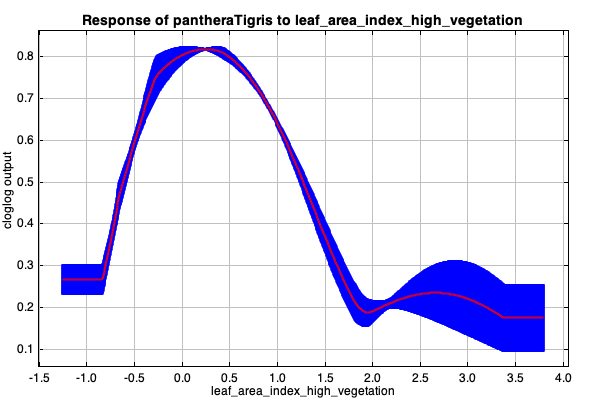 Response of pantheraTigris to leaf_area_index_high_vegetation
cloglog output
0.8
0.7
0.6
0.5
0.4
0.3
0.2
0.1
-1.5 -1.0 -0.5 0.0 0.5 1.0 1.5 2.0 2.5 3.0 3.5 4.0
leaf_area_index_high_vegetation